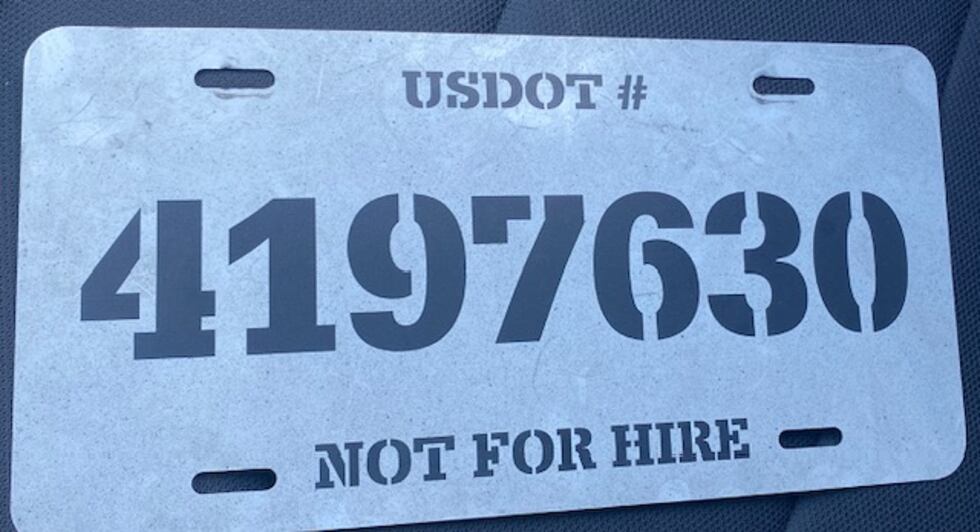 USDOT #
4197630
NOT FOR HIRE